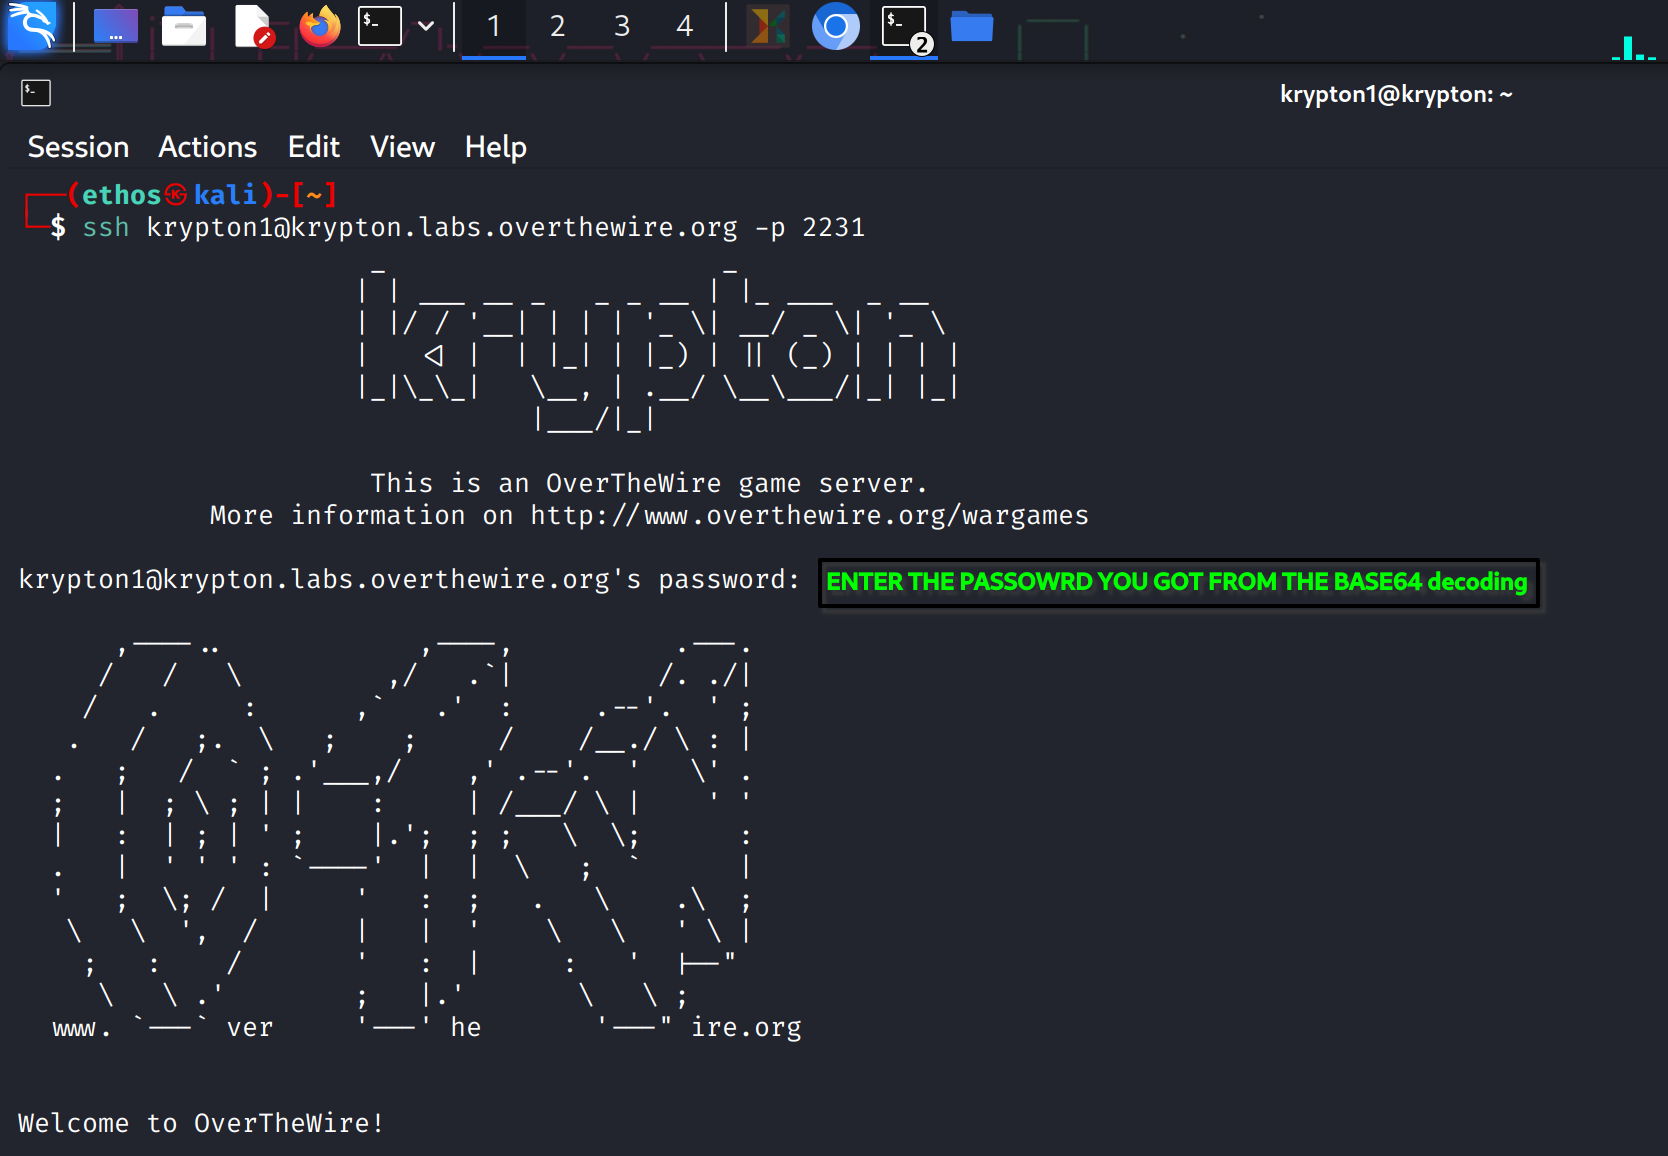 1 2 3 4
2
krypton1@krypton: ~
Session Actions Edit View Help
(ethos㉿kali)-[~]
$ ssh krypton1@krypton.labs.overthewire.org -p 2231
krypton
This is an OverTheWire game server.
More information on http://www.overthewire.org/wargames
krypton1@krypton.labs.overthewire.org's password: ENTER THE PASSOWRD YOU GOT FROM THE BASE64 decoding
www. ver he ire.org
Welcome to OverTheWire!